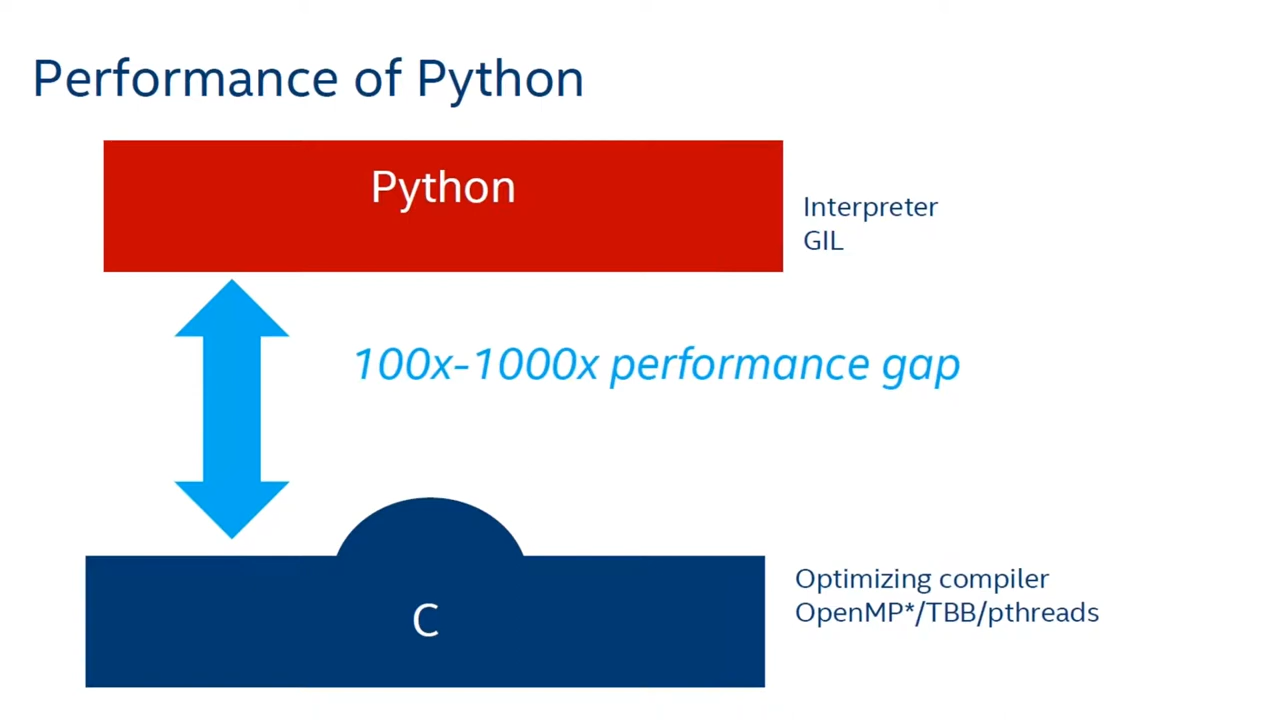 Performance of Python
Python
Interpreter
GIL
100x-1000x performance gap
C
Optimizing compiler
OpenMP*/TBB/pthreads